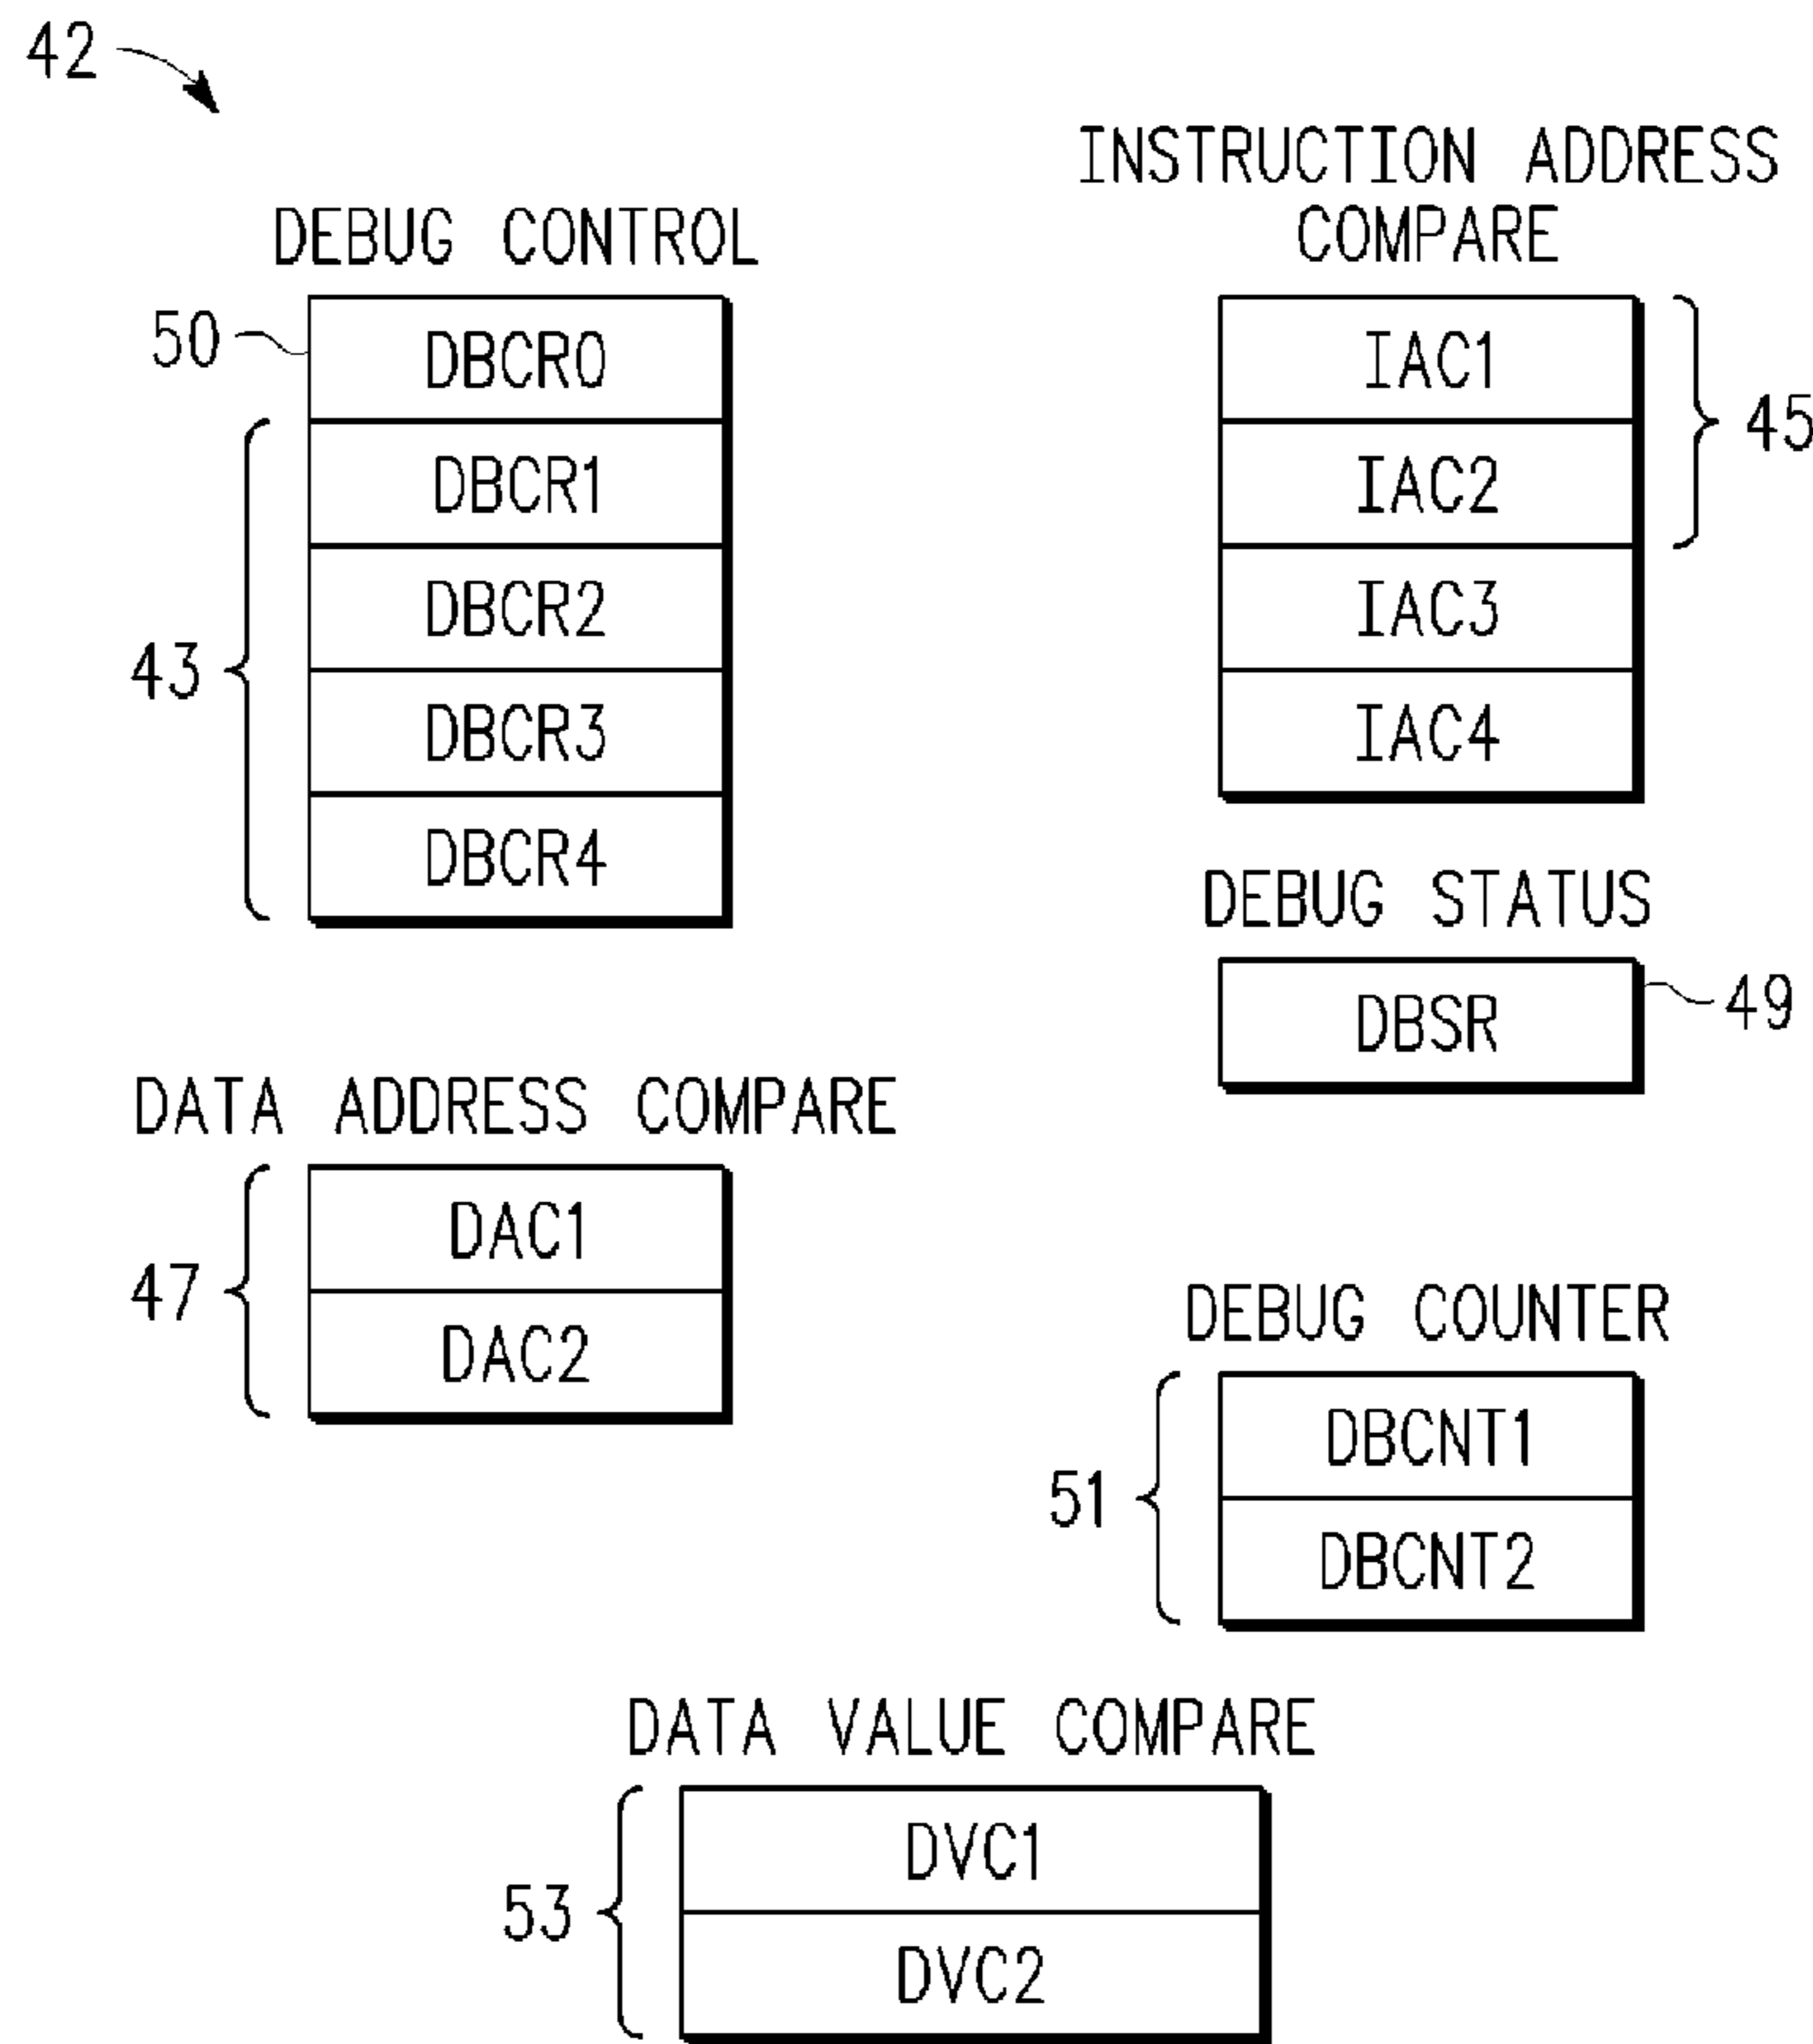 42
DEBUG CONTROL
50
DBCR0
DBCR1
DBCR2
43
DBCR3
DBCR4
INSTRUCTION ADDRESS
COMPARE
IAC1
45
IAC2
IAC3
IAC4
DEBUG STATUS
DBSR
49
DATA ADDRESS COMPARE
DAC1
47
DAC2
DEBUG COUNTER
DBCNT1
51
DBCNT2
DATA VALUE COMPARE
DVC1
53
DVC2